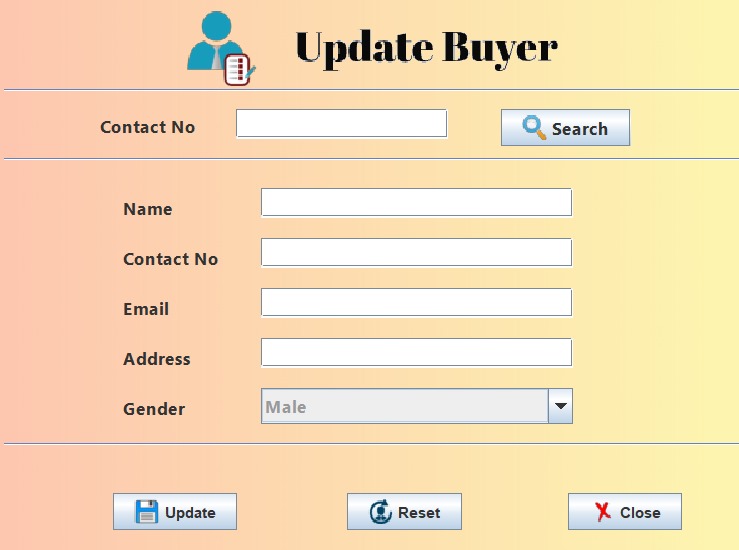 Update Buyer
Contact No
Search
Name
Contact No
Email
Address
Gender
Male
Update
Reset
Close